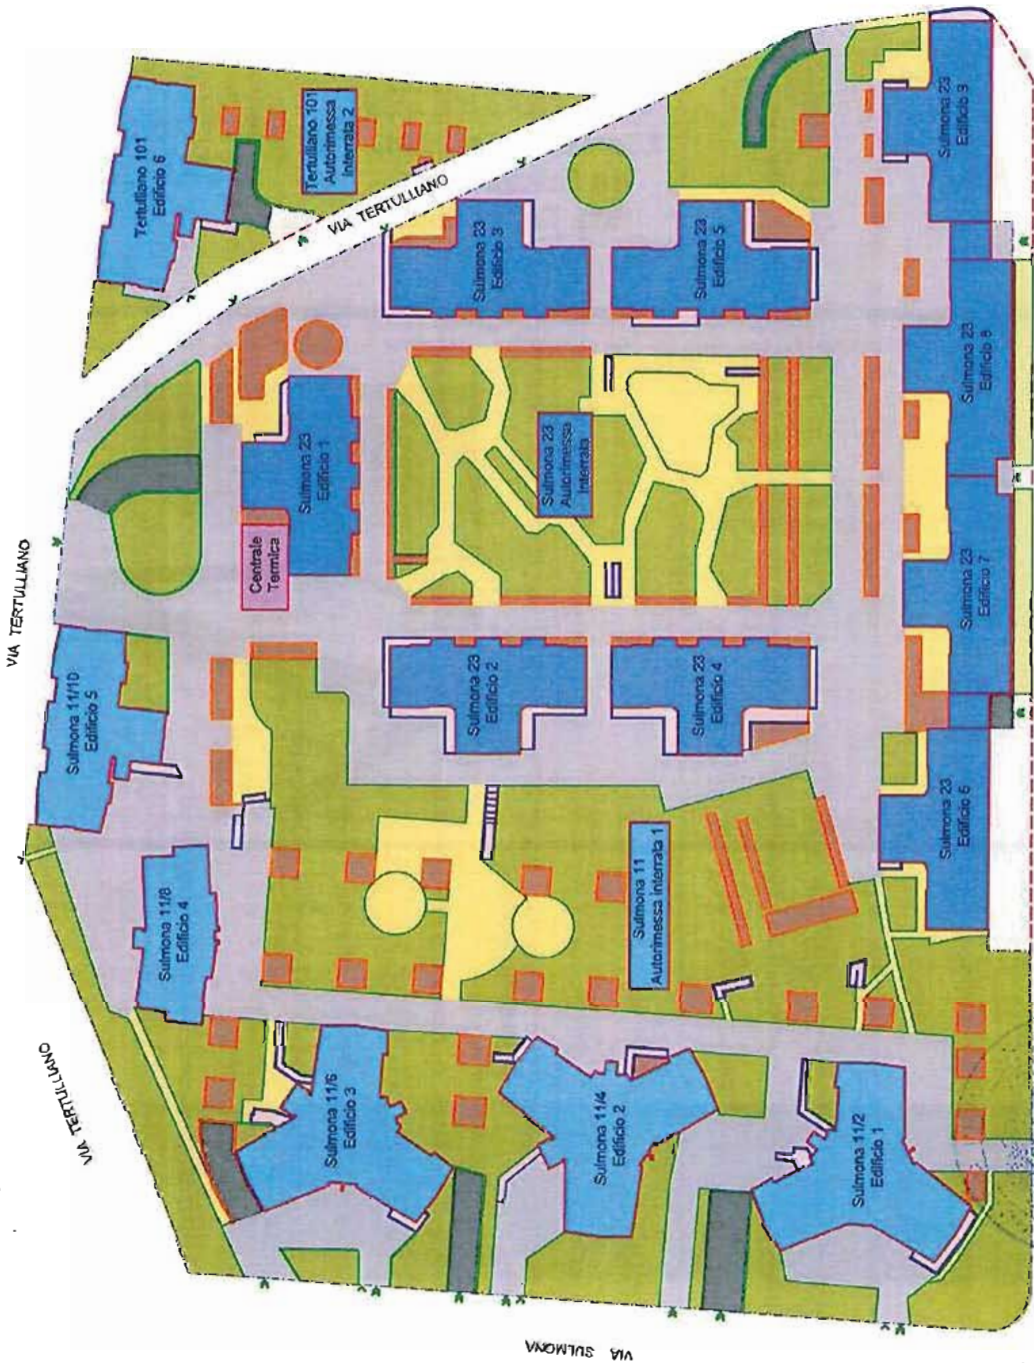 Tertulliano 101
Edificio 6
Tertulliano 101
Autorimessa
Interrata 2
VIA TERTULLIANO
Sulmona 23
Edificio 9
Sulmona 23
Edificio 3
Sulmona 23
Edificio 5
Sulmona 23
Edificio 8
Sulmona 23
Edificio 1
Centrale
Termica
Sulmona 23
Autorimessa
Interrata
Sulmona 23
Edificio 7
VIA TERTULLIANO
Sulmona 11/10
Edificio 5
Sulmona 23
Edificio 2
Sulmona 23
Edificio 4
Sulmona 23
Edificio 6
Sulmona 11/8
Edificio 4
Sulmona 11
Autorimessa interrata 1
VIA TERTULLIANO
Sulmona 11/6
Edificio 3
Sulmona 11/4
Edificio 2
Sulmona 11/2
Edificio 1
VIA SULMONA